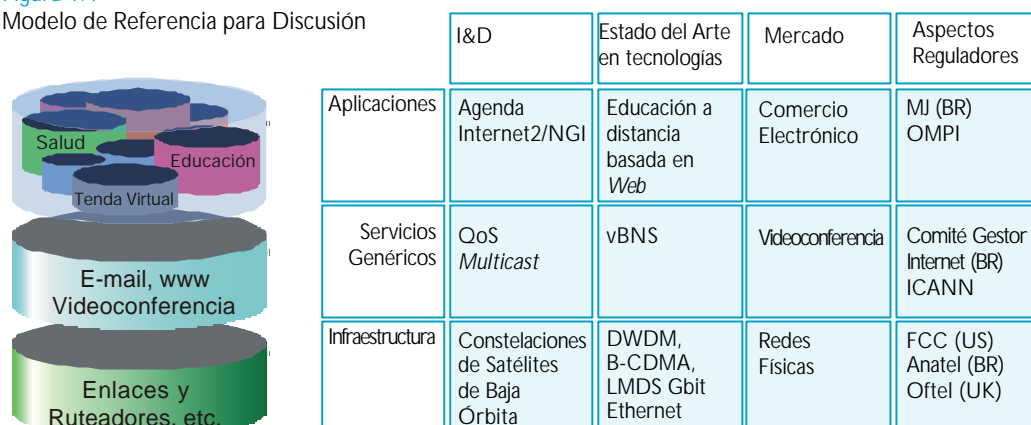 Modelo de Referencia para Discusión
Salud
Educación
Tenda Virtual
E-mail, www
Videoconferencia
Enlaces y
Ruteadores, etc.
I&D
Estado del Arte
en tecnologías
Mercado
Aspectos
Reguladores
Aplicaciones
Agenda
Internet2/NGI
Educación a
distancia
basada en
Web
Comercio
Electrónico
MJ (BR)
OMPI
Servicios
Genéricos
QoS
Multicast
vBNS
Videoconferencia
Comité Gestor
Internet (BR)
ICANN
Infraestructura
Constelaciones
de Satélites
de Baja
Órbita
DWDM,
B-CDMA,
LMDS Gbit
Ethernet
Redes
Físicas
FCC (US)
Anatel (BR)
Oftel (UK)